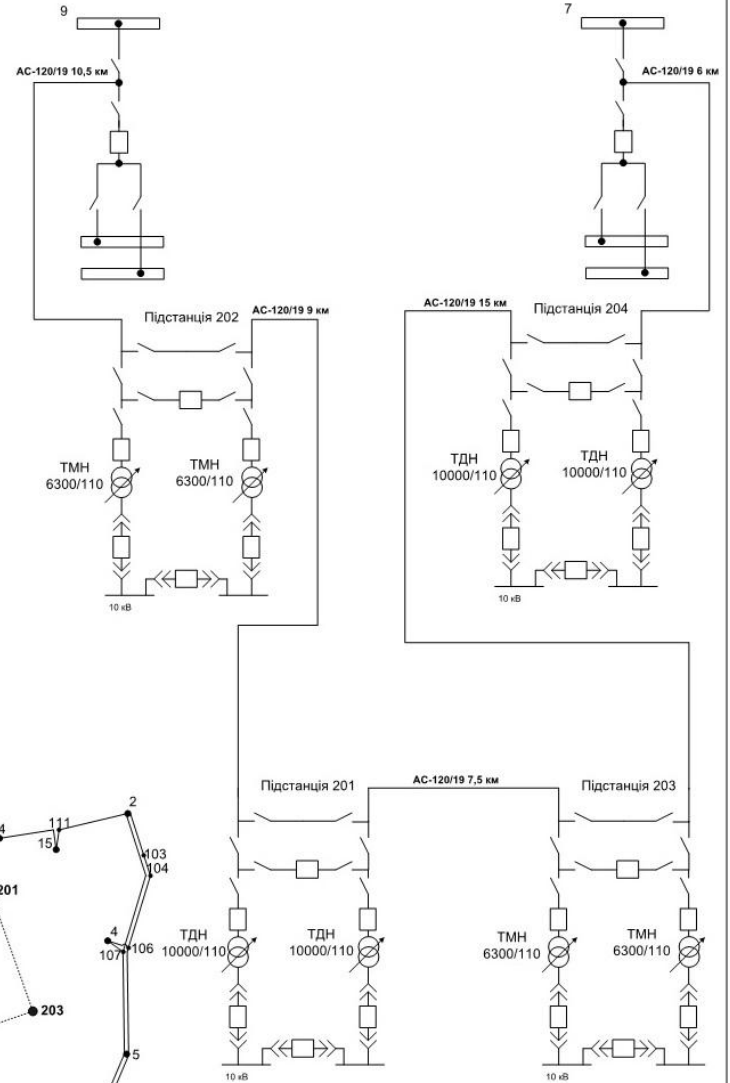 9
7
АС-120/19 10,5 км
АС-120/19 6 км
Підстанція 202
АС-120/19 9 км
АС-120/19 15 км
Підстанція 204
ТМН
6300/110
ТМН
6300/110
ТДН
10000/110
ТДН
10000/110
10 кВ
10 кВ
Підстанція 201
АС-120/19 7,5 км
Підстанція 203
4
111
2
15
103
104
201
4
107
106
203
5
ТДН
10000/110
ТДН
10000/110
ТМН
6300/110
ТМН
6300/110
10 кВ
10 кВ